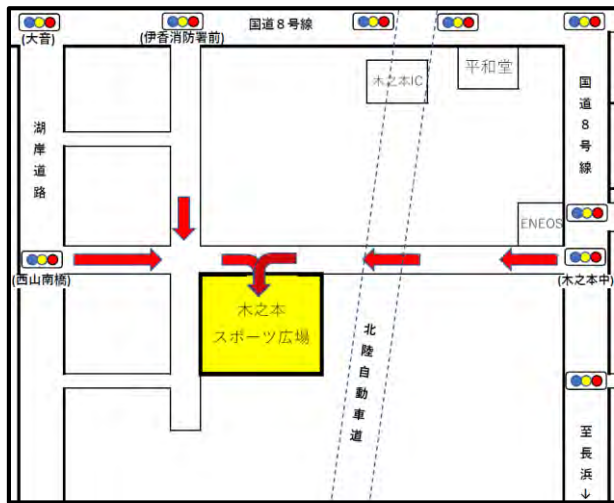 国道8号線
(大音)
(伊香消防署前)
木之本IC
平和堂
国道8号線
湖岸道路
ENEOS
(西山南橋)
(木之本中)
木之本
スポーツ広場
北陸自動車道
至長浜↓